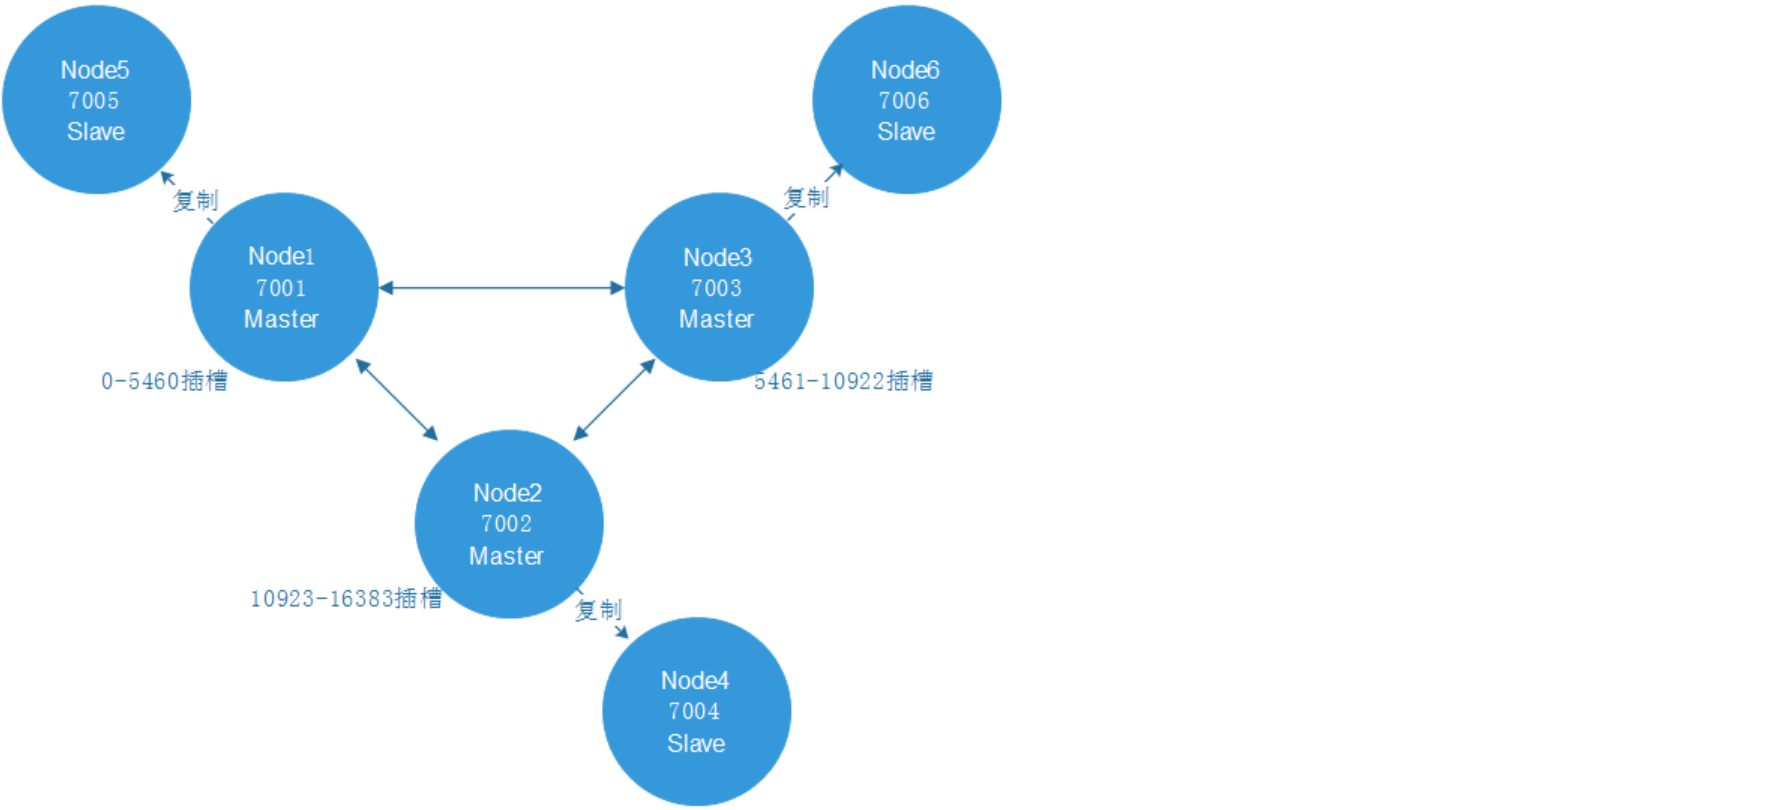 Node5
7005
Slave
Node6
7006
Slave
复制
复制
Node1
7001
Master
Node3
7003
Master
0-5460插槽
5461-10922插槽
Node2
7002
Master
10923-16383插槽
复制
Node4
7004
Slave